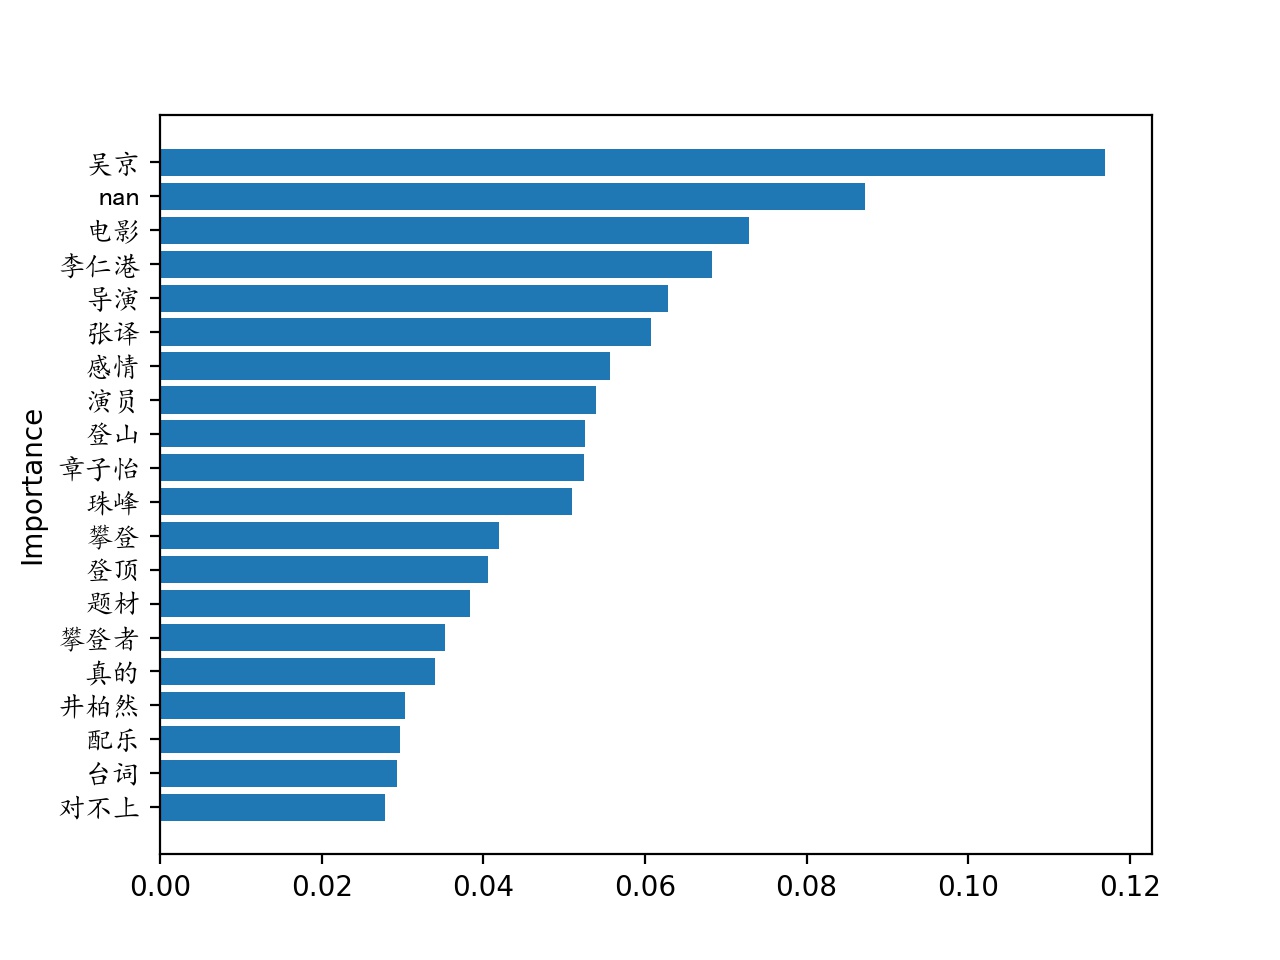 吴京
nan
电影
李仁港
导演
张译
感情
演员
登山
章子怡
珠峰
攀登
登顶
题材
攀登者
真的
井柏然
配乐
台词
对不上
Importance
0.00 0.02 0.04 0.06 0.08 0.10 0.12